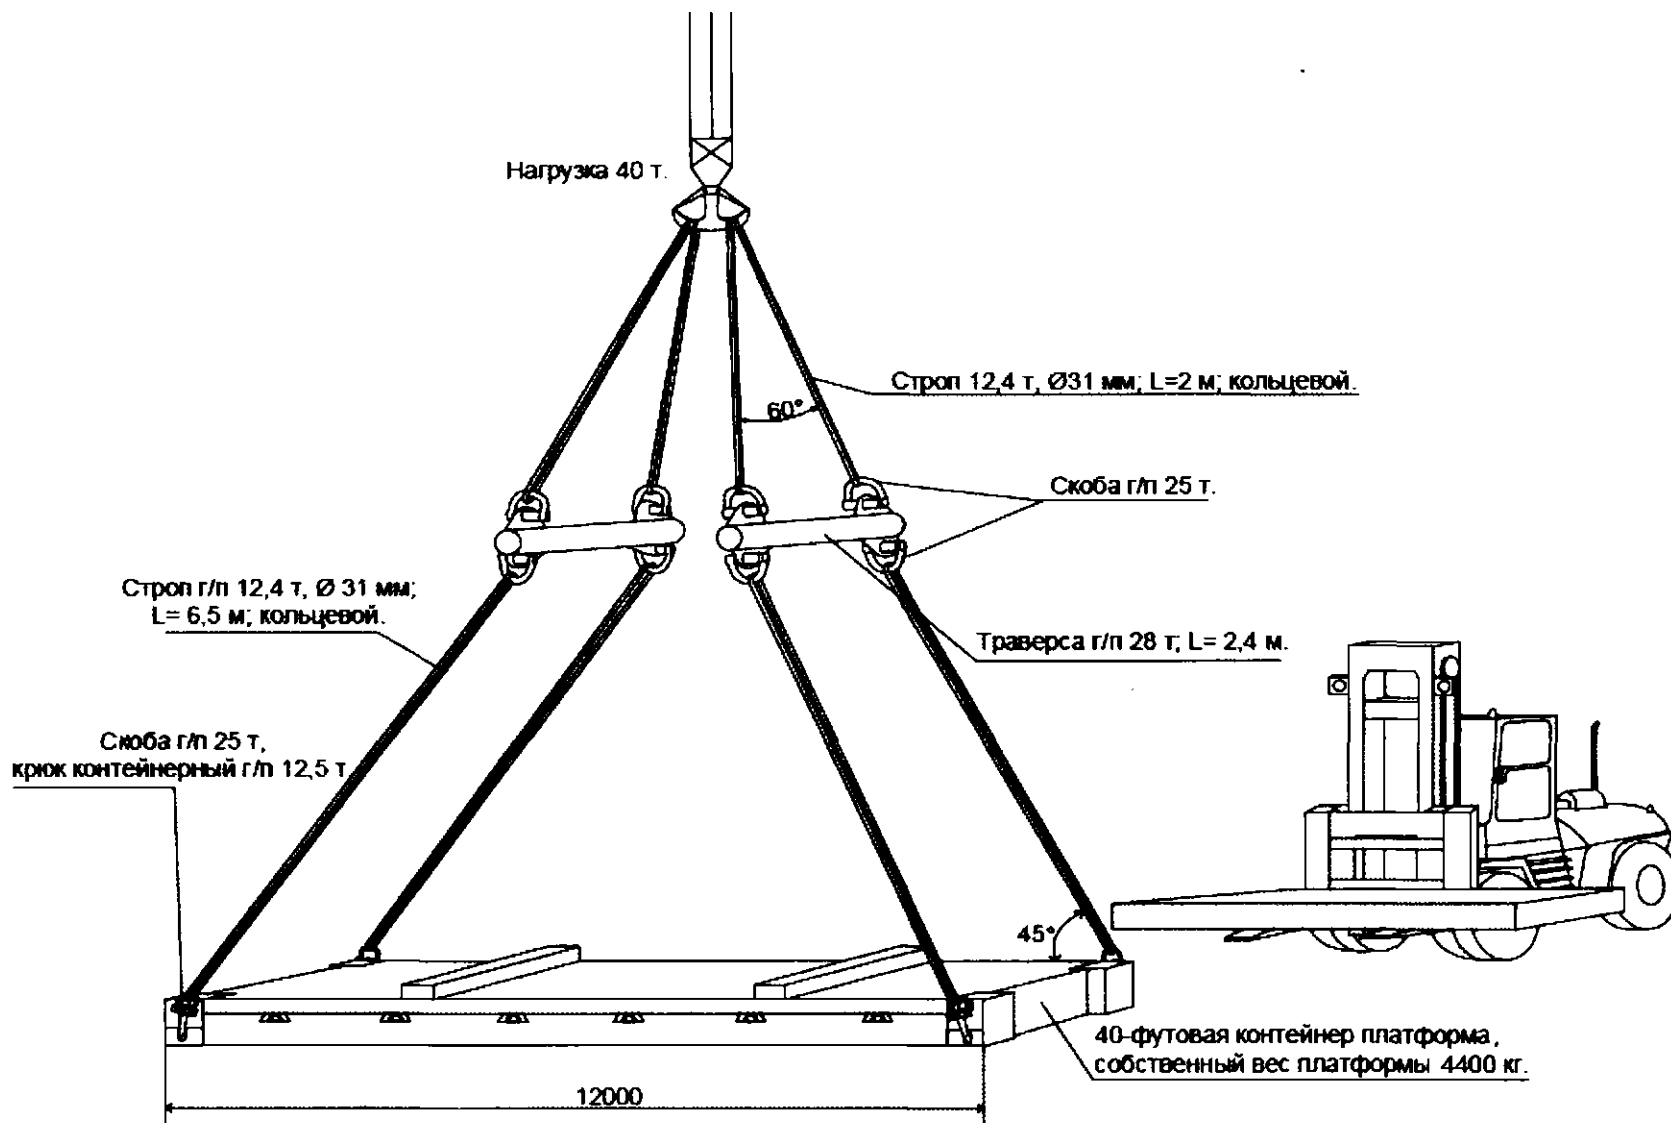 Нагрузка 40 т.
Строп 12,4 т, Ø31 мм; L=2 м; кольцевой.
60°
Скоба г/п 25 т.
Строп г/п 12,4 т, Ø 31 мм;
L= 6,5 м; кольцевой.
Траверса г/п 28 т, L= 2,4 м.
Скоба г/п 25 т,
крюк контейнерный г/п 12,5 т
45°
40-футовая контейнер платформа,
собственный вес платформы 4400 кг.
12000